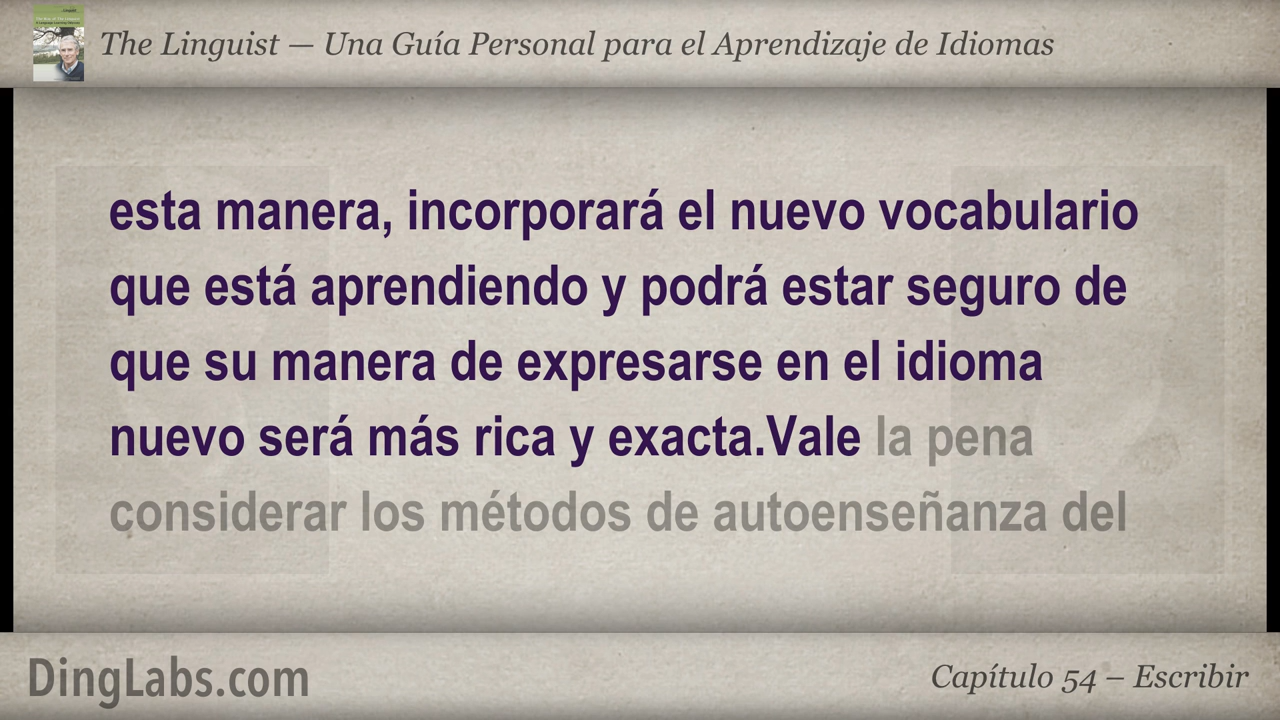 The Linguist — Una Guía Personal para el Aprendizaje de Idiomas
esta manera, incorporará el nuevo vocabulario
que está aprendiendo y podrá estar seguro de
que su manera de expresarse en el idioma
nuevo será más rica y exacta.Vale la pena
considerar los métodos de autoenseñanza del
DingLabs.com
Capítulo 54 – Escribir